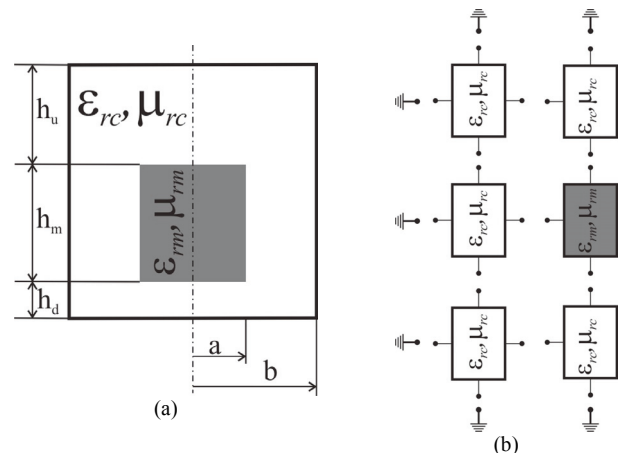 h_u
ε_rc, μ_rc
h_m
ε_rm, μ_rm
h_d
a
b
(a)
ε_rc, μ_rc
ε_rc, μ_rc
ε_rc, μ_rc
ε_rm, μ_rm
ε_rc, μ_rc
ε_rc, μ_rc
(b)